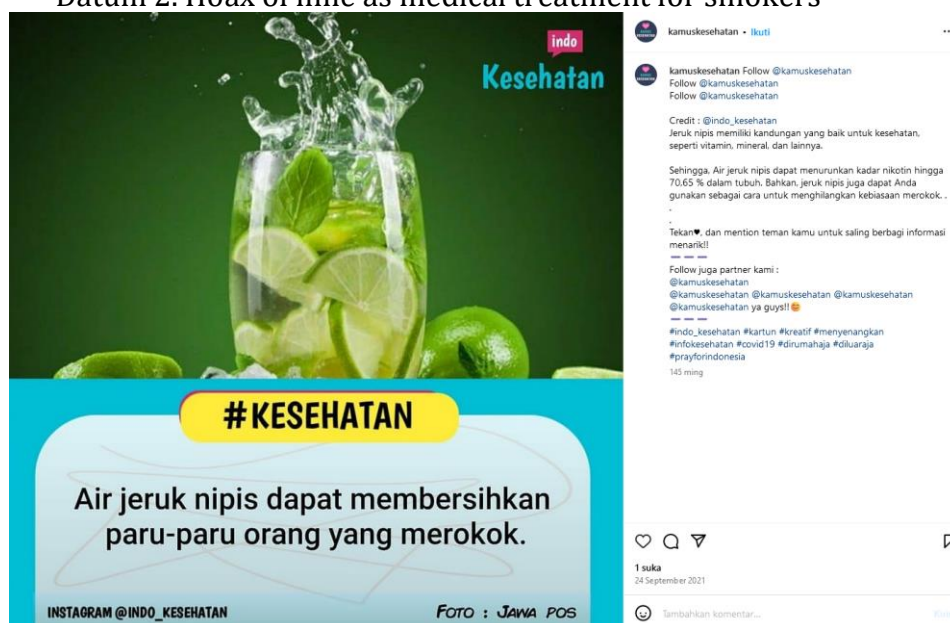 Datum 2. Hoax of lime as medical treatment for smokers
indo
Kesehatan
#KESEHATAN
Air jeruk nipis dapat membersihkan
paru-paru orang yang merokok.
INSTAGRAM @INDO_KESEHATAN
FOTO : JAWA POS
kamuskesehatan • Ikuti
kamuskesehatan Follow @kamuskesehatan
Follow @kamuskesehatan
Follow @kamuskesehatan
Credit : @indo_kesehatan
Jeruk nipis memiliki kandungan yang baik untuk kesehatan,
seperti vitamin, mineral, dan lainnya.
Sehingga, Air jeruk nipis dapat menurunkan kadar nikotin hingga
70.65 % dalam tubuh. Bahkan, jeruk nipis juga dapat Anda
gunakan sebagai cara untuk menghilangkan kebiasaan merokok. .
.
.
Tekan♥, dan mention teman kamu untuk saling berbagi informasi
menarik!!
— — —
Follow juga partner kami :
@kamuskesehatan
@kamuskesehatan @kamuskesehatan @kamuskesehatan
@kamuskesehatan ya guys!!😊
— — —
#indo_kesehatan #kartun #kreatif #menyenangkan
#infokesehatan #covid19 #dirumahaja #diluaraja
#prayforindonesia
145 ming
1 suka
24 September 2021
Tambahkan komentar...